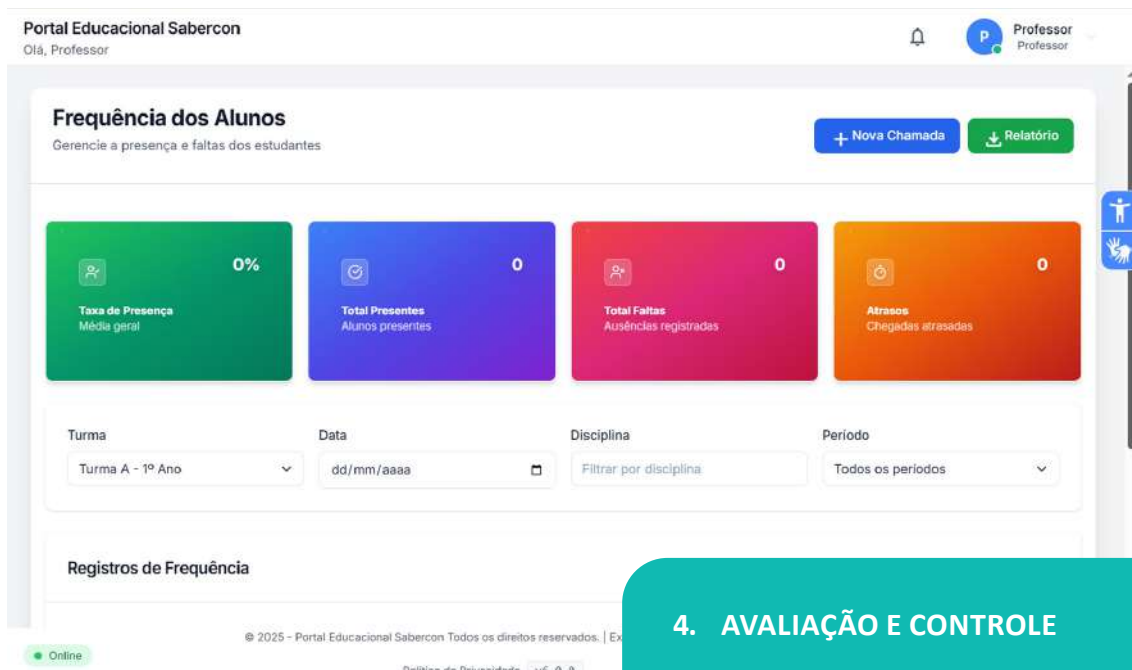 Portal Educacional Sabercon
Olá, Professor
P
Professor
Professor
Frequência dos Alunos
Gerencie a presença e faltas dos estudantes
Nova Chamada
Relatório
0%
Taxa de Presença
Média geral
0
Total Presentes
Alunos presentes
0
Total Faltas
Ausências registradas
0
Atrasos
Chegadas atrasadas
Turma
Turma A - 1º Ano
Data
dd/mm/aaaa
Disciplina
Filtrar por disciplina
Período
Todos os períodos
Registros de Frequência
© 2025 - Portal Educacional Sabercon Todos os direitos reservados. | Ex
Online
4. AVALIAÇÃO E CONTROLE